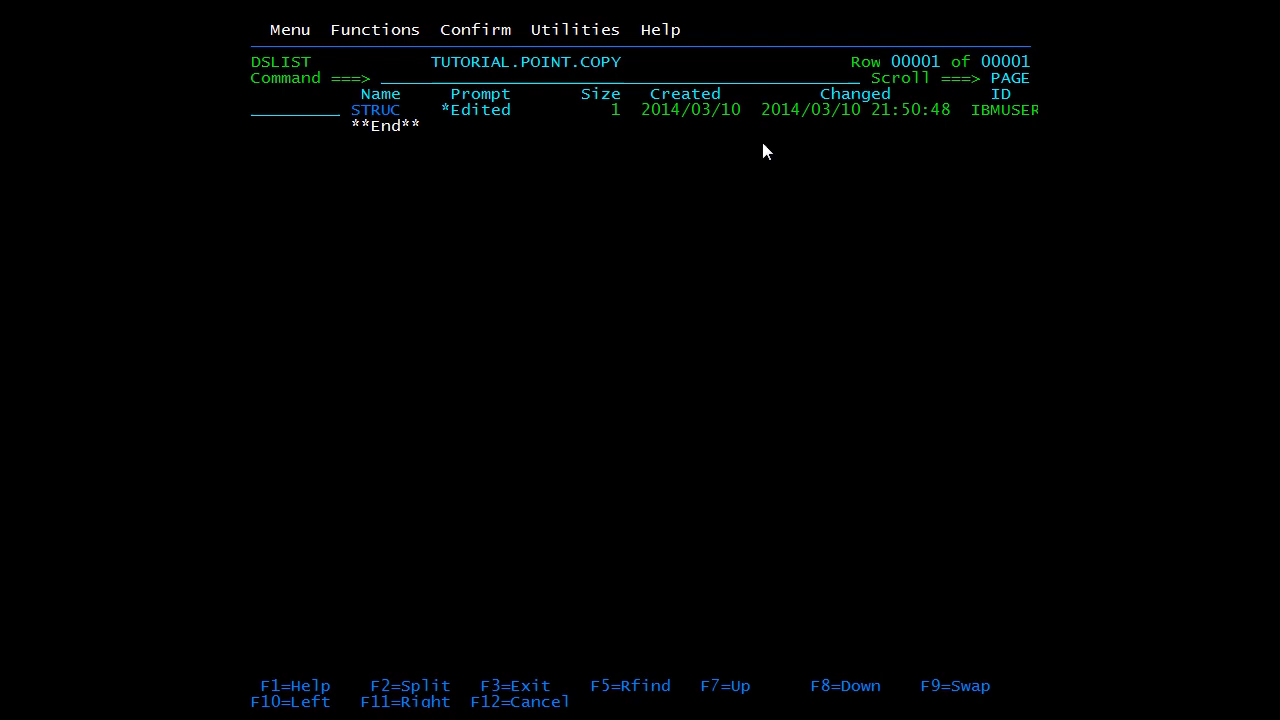 Menu Functions Confirm Utilities Help
DSLIST TUTORIAL.POINT.COPY Row 00001 of 00001
Command ===> Scroll ===> PAGE
Name Prompt Size Created Changed ID
STRUC *Edited 1 2014/03/10 2014/03/10 21:50:48 IBMUSER
**End**
F1=Help F2=Split F3=Exit F5=Rfind F7=Up F8=Down F9=Swap
F10=Left F11=Right F12=Cancel